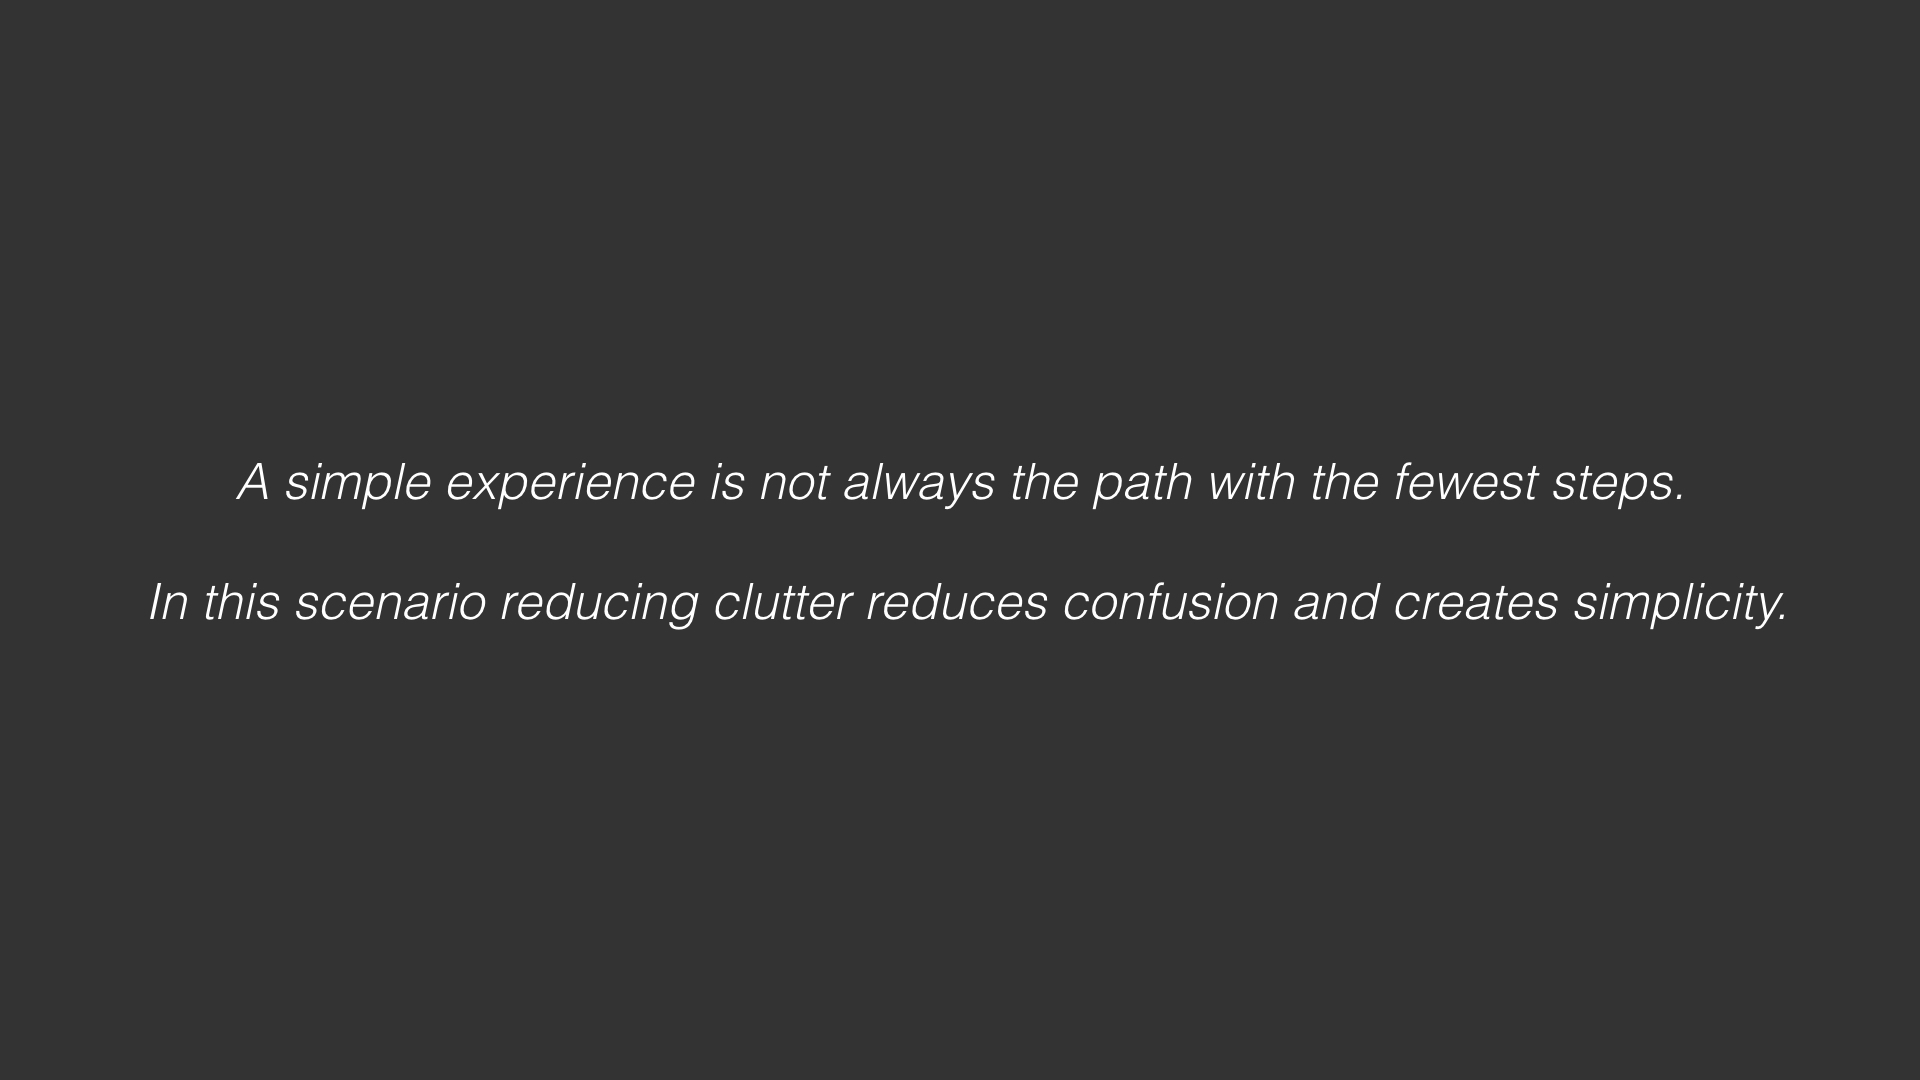 A simple experience is not always the path with the fewest steps.
In this scenario reducing clutter reduces confusion and creates simplicity.